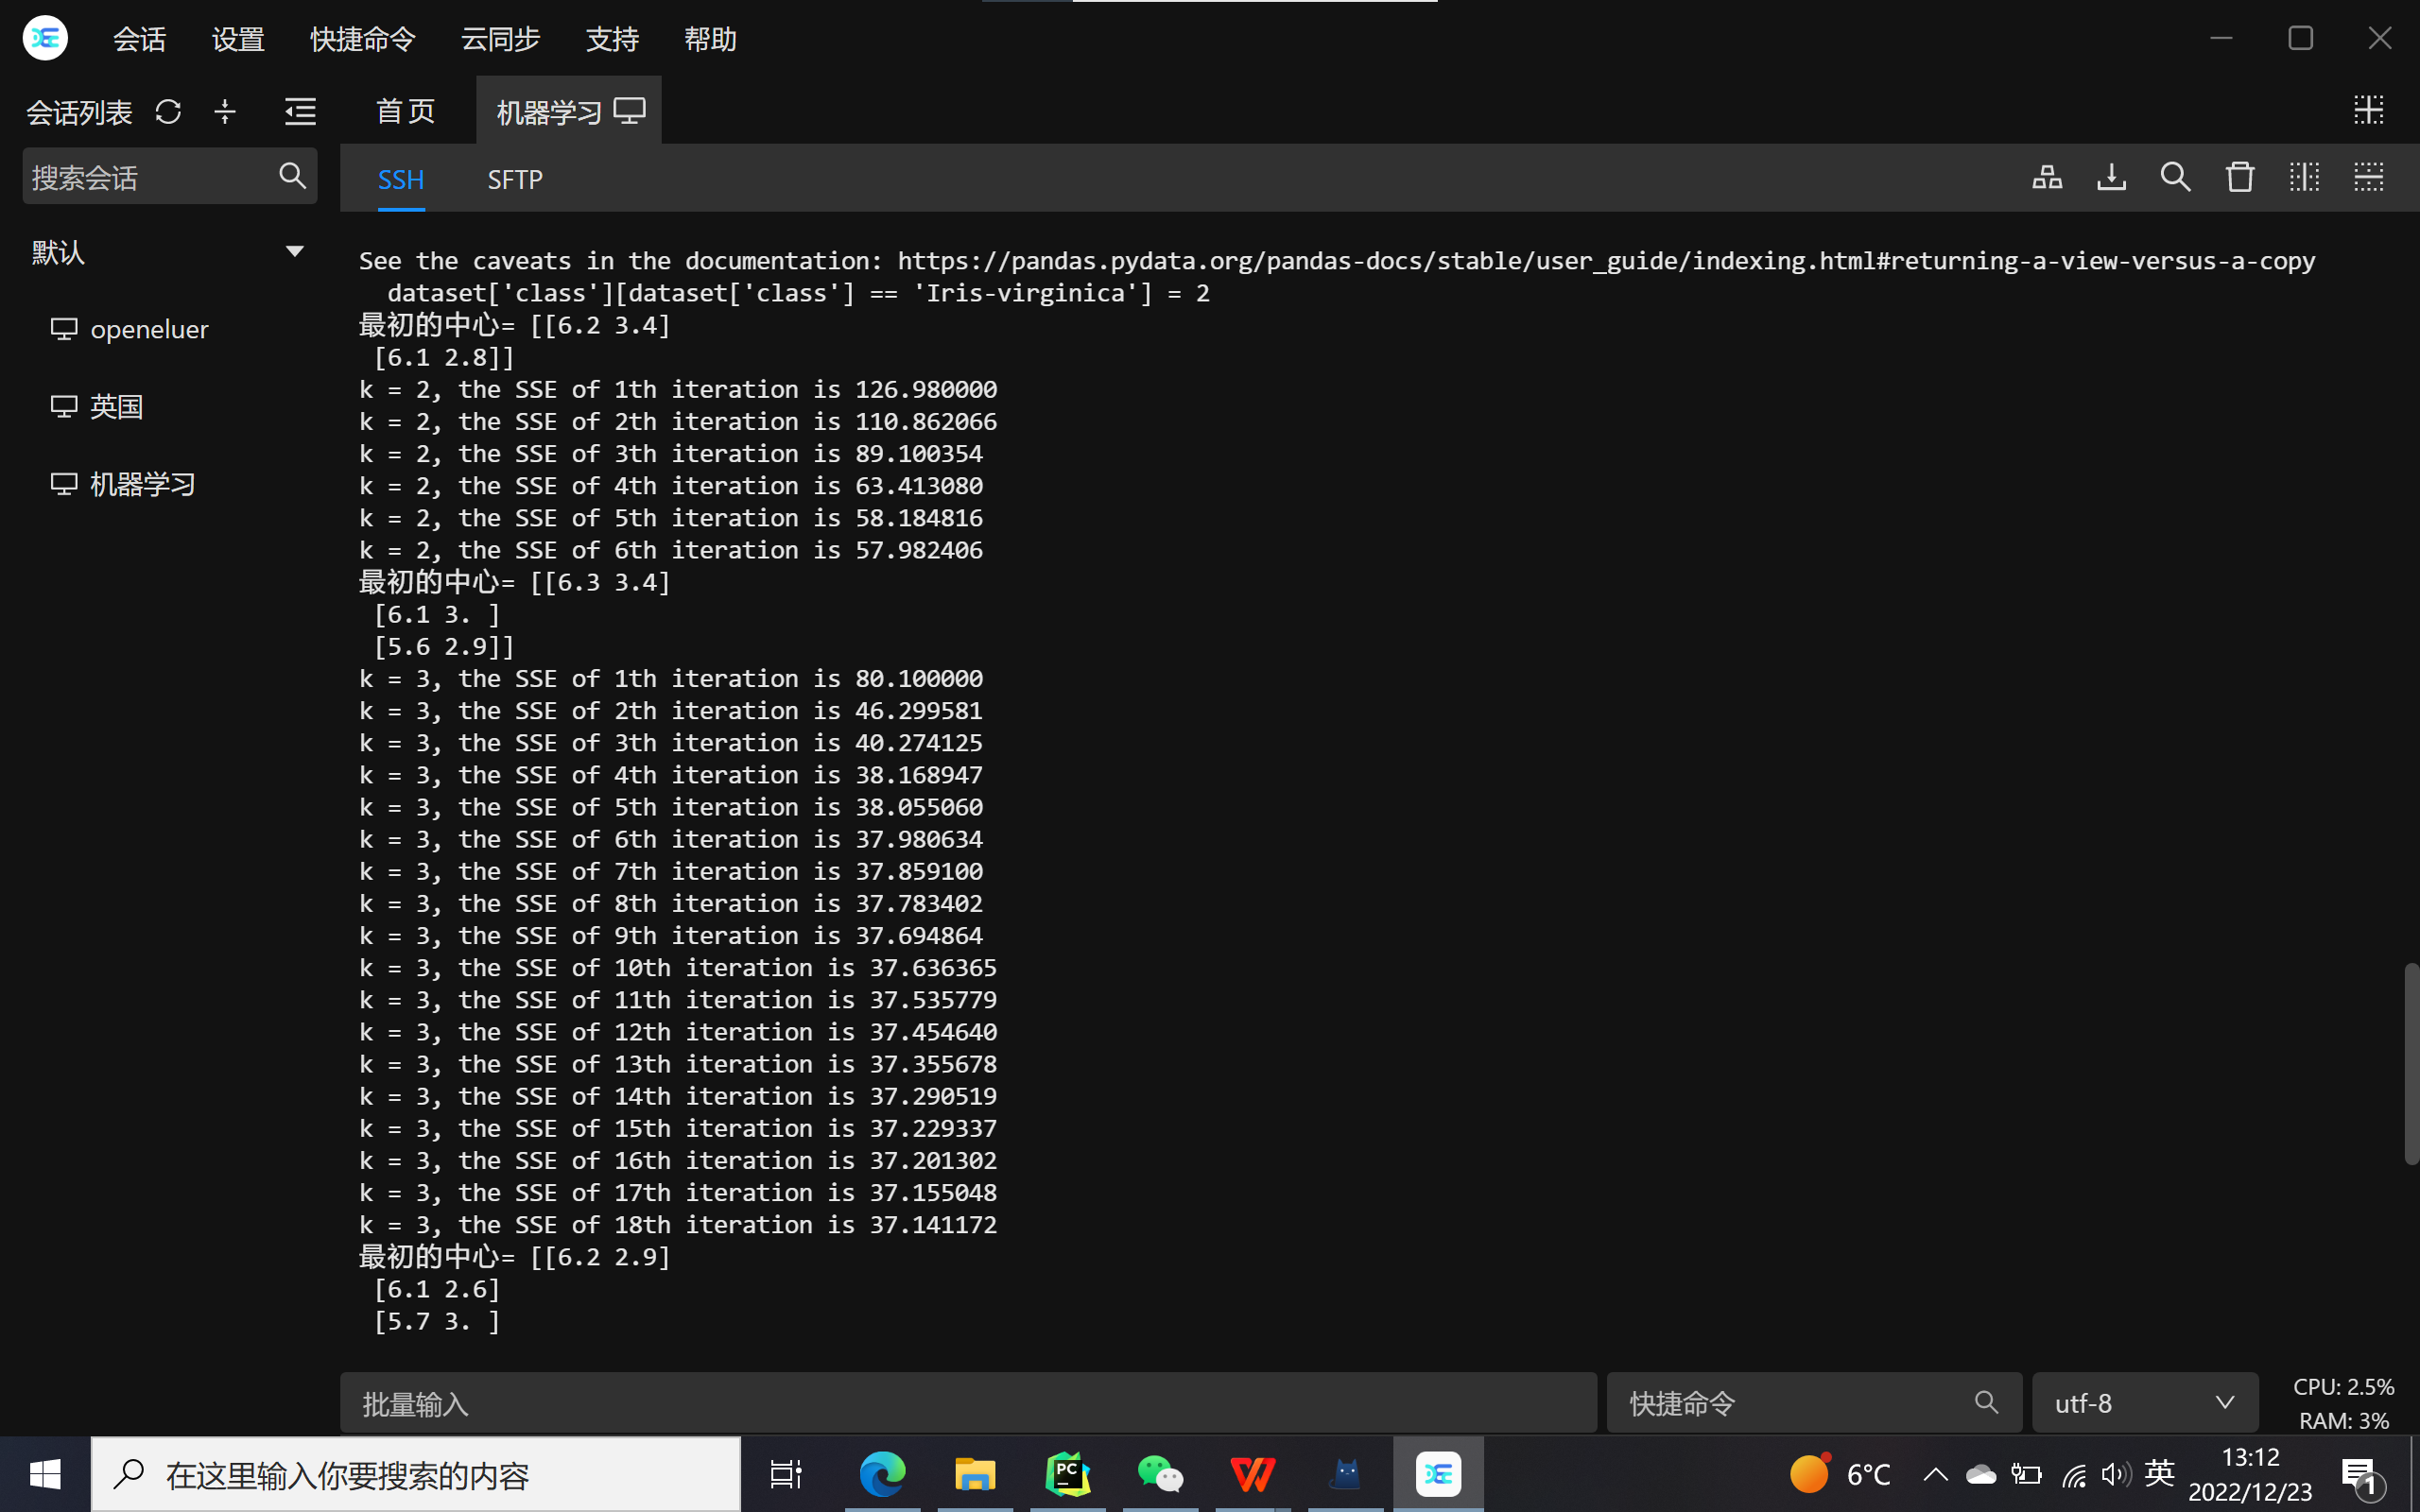 会话
设置
快捷命令
云同步
支持
帮助
会话列表
首页
机器学习
搜索会话
SSH
SFTP
默认
openeluer
英国
机器学习
See the caveats in the documentation: https://pandas.pydata.org/pandas-docs/stable/user_guide/indexing.html#returning-a-view-versus-a-copy
  dataset['class'][dataset['class'] == 'Iris-virginica'] = 2
最初的中心= [[6.2 3.4]
 [6.1 2.8]]
k = 2, the SSE of 1th iteration is 126.980000
k = 2, the SSE of 2th iteration is 110.862066
k = 2, the SSE of 3th iteration is 89.100354
k = 2, the SSE of 4th iteration is 63.413080
k = 2, the SSE of 5th iteration is 58.184816
k = 2, the SSE of 6th iteration is 57.982406
最初的中心= [[6.3 3.4]
 [6.1 3. ]
 [5.6 2.9]]
k = 3, the SSE of 1th iteration is 80.100000
k = 3, the SSE of 2th iteration is 46.299581
k = 3, the SSE of 3th iteration is 40.274125
k = 3, the SSE of 4th iteration is 38.168947
k = 3, the SSE of 5th iteration is 38.055060
k = 3, the SSE of 6th iteration is 37.980634
k = 3, the SSE of 7th iteration is 37.859100
k = 3, the SSE of 8th iteration is 37.783402
k = 3, the SSE of 9th iteration is 37.694864
k = 3, the SSE of 10th iteration is 37.636365
k = 3, the SSE of 11th iteration is 37.535779
k = 3, the SSE of 12th iteration is 37.454640
k = 3, the SSE of 13th iteration is 37.355678
k = 3, the SSE of 14th iteration is 37.290519
k = 3, the SSE of 15th iteration is 37.229337
k = 3, the SSE of 16th iteration is 37.201302
k = 3, the SSE of 17th iteration is 37.155048
k = 3, the SSE of 18th iteration is 37.141172
最初的中心= [[6.2 2.9]
 [6.1 2.6]
 [5.7 3. ]
批量输入
快捷命令
utf-8
CPU: 2.5%
RAM: 3%
在这里输入你要搜索的内容
PC
6°C
英
13:12
2022/12/23
1